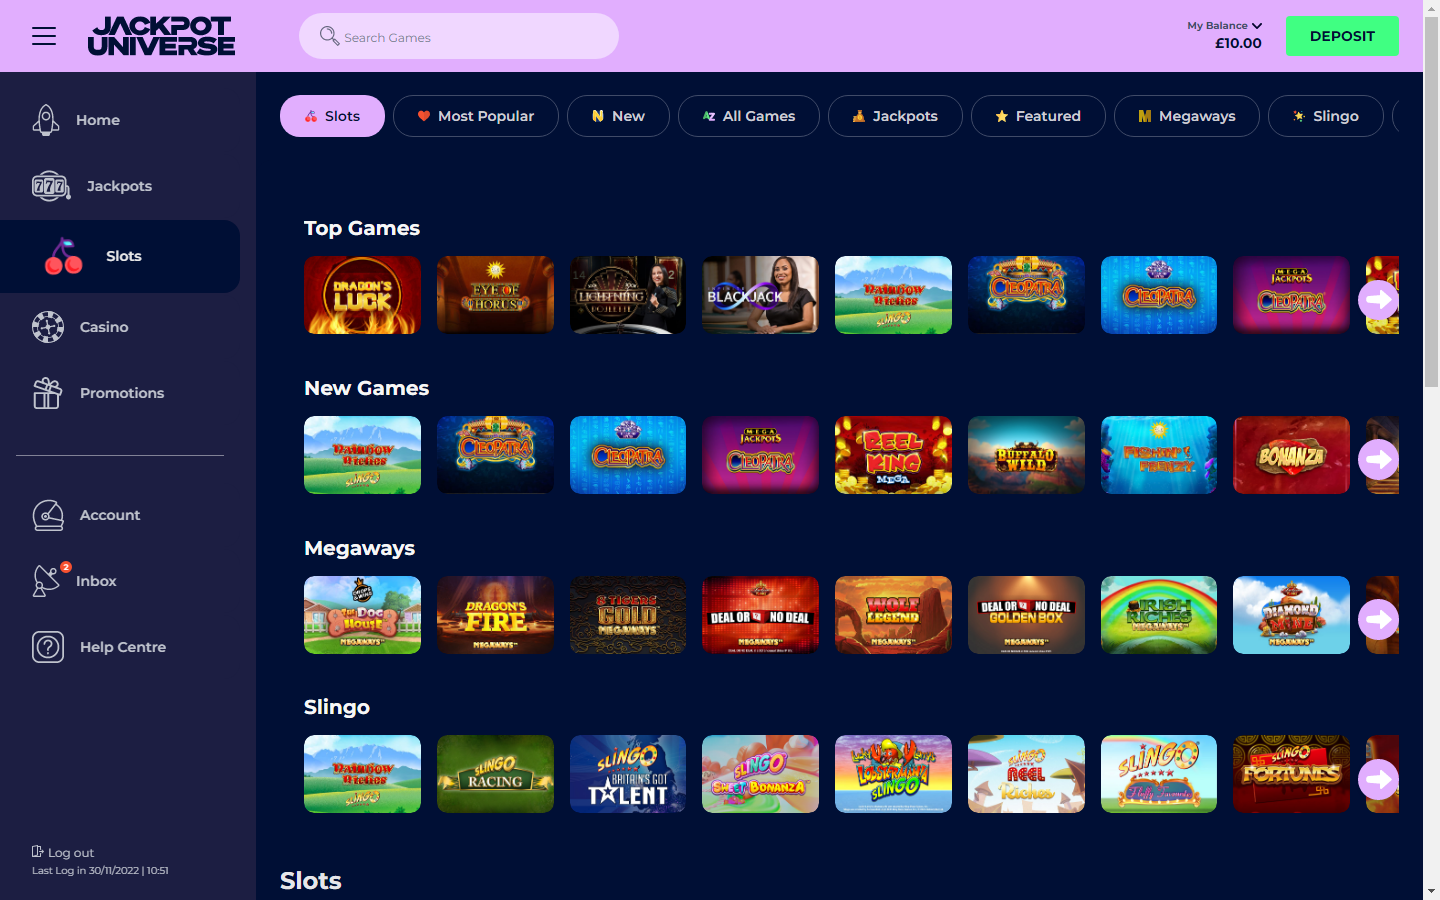 JACKPOT
UNIVERSE
Search Games
My Balance
£10.00
DEPOSIT
Home
Jackpots
Slots
Casino
Promotions
Account
2
Inbox
Help Centre
Log out
Last Log in 30/11/2022 | 10:51
Slots
Most Popular
New
All Games
Jackpots
Featured
Megaways
Slingo
Top Games
DRAGON'S
LUCK
EYE OF
HORUS
LIGHTNING
ROULETTE
BLACKJACK
Rainbow
Riches
SLINGO
CLEOPATRA
CLEOPATRA
MEGA
JACKPOTS
CLEOPATRA
New Games
Rainbow
Riches
SLINGO
CLEOPATRA
CLEOPATRA
MEGA
JACKPOTS
CLEOPATRA
REEL
KING
MEGA
BUFFALO
WILD
FISHIN'
FRENZY
BONANZA
Megaways
THE DOG
HOUSE
MEGAWAYS
DRAGON'S
FIRE
MEGAWAYS
8 TIGERS
GOLD
MEGAWAYS
DEAL OR NO DEAL
MEGAWAYS
WOLF
LEGEND
MEGAWAYS
DEAL OR NO DEAL
GOLDEN BOX
MEGAWAYS
IRISH
RICHES
MEGAWAYS
DIAMOND
MINE
MEGAWAYS
Slingo
Rainbow
Riches
SLINGO
SLINGO
RACING
SLINGO
BRITAIN'S GOT
TALENT
SLINGO
SWEET BONANZA
LOBSTERMANIA
SLINGO
SLINGO
REEL
Riches
SLINGO
Fluffy Favourites
SLINGO
FORTUNES
Slots